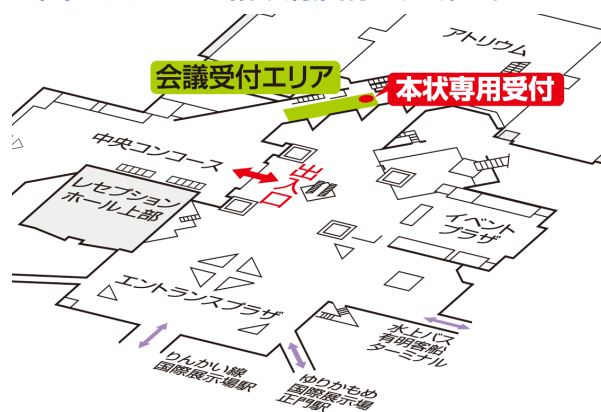 アトリウム
会議受付エリア
本状専用受付
中央コンコース
出入口
レセプション
ホール上部
イベント
プラザ
エントランスプラザ
水上バス
有明客船
ターミナル
りんかい線
国際展示場駅
ゆりかもめ
国際展示場
正門駅